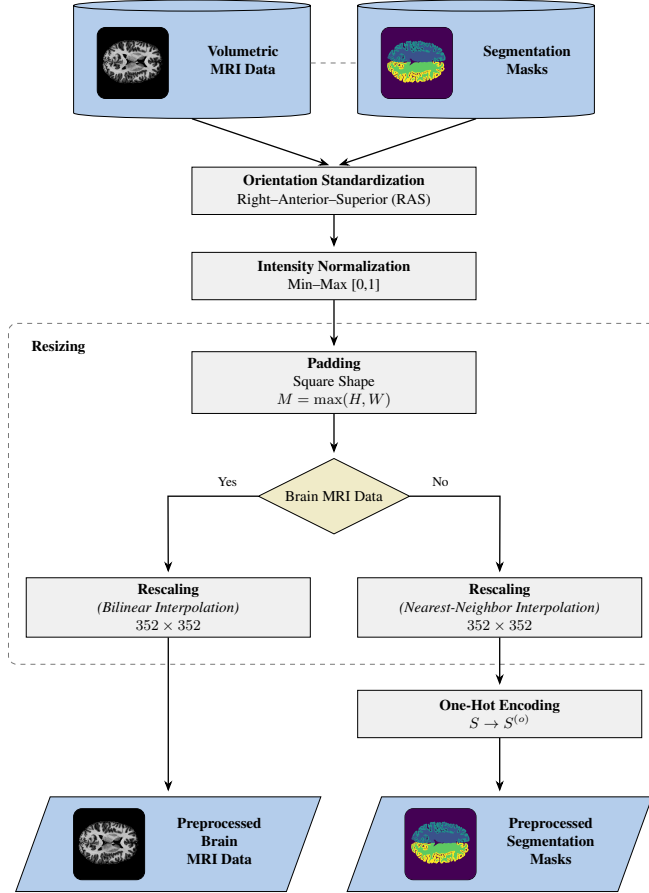 Volumetric
MRI Data
Segmentation
Masks
Orientation Standardization
Right–Anterior–Superior (RAS)
Intensity Normalization
Min–Max [0,1]
Resizing
Padding
Square Shape
M = max(H, W)
Yes
Brain MRI Data
No
Rescaling
(Bilinear Interpolation)
352 × 352
Rescaling
(Nearest-Neighbor Interpolation)
352 × 352
One-Hot Encoding
S → S^(o)
Preprocessed
Brain
MRI Data
Preprocessed
Segmentation
Masks